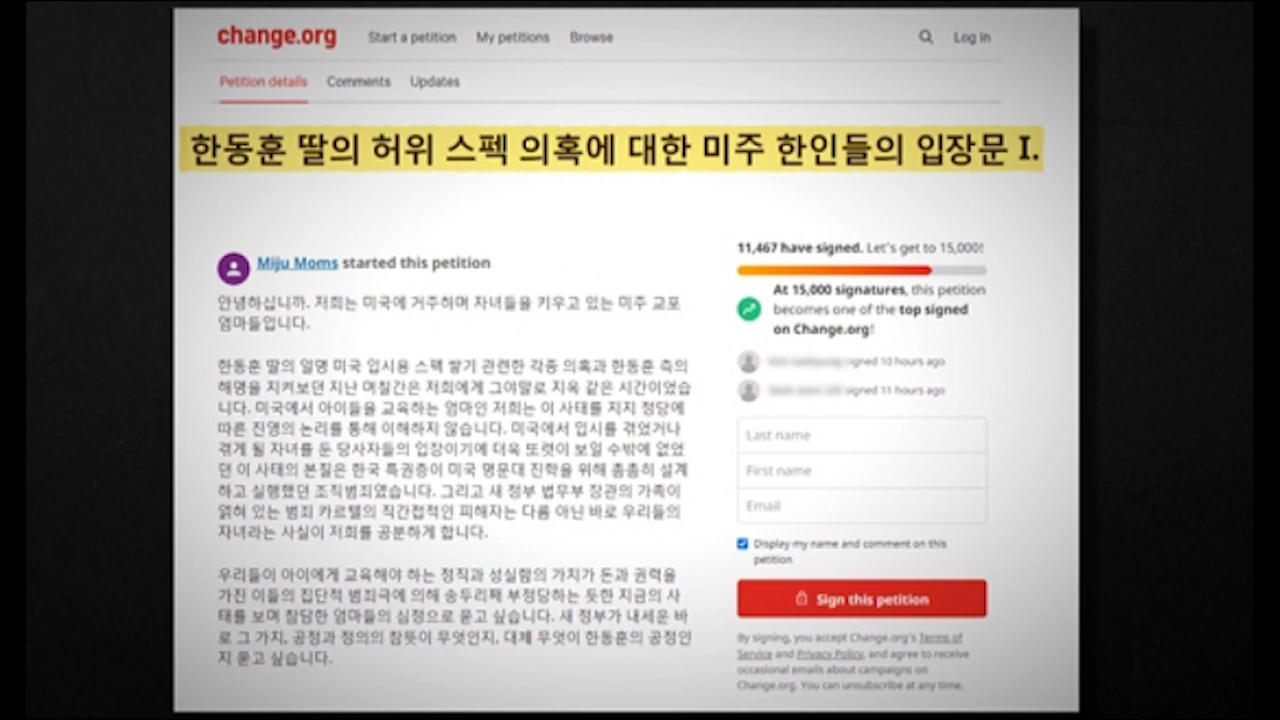 change.org Start a petition My petitions Browse Log in
Petition details Comments Updates
한동훈 딸의 허위 스펙 의혹에 대한 미주 한인들의 입장문 I.
Miju Moms started this petition
안녕하십니까. 저희는 미국에 거주하며 자녀들을 키우고 있는 미주 교포
엄마들입니다.
한동훈 딸의 일명 미국 입시용 스펙 쌓기 관련한 각종 의혹과 한동훈 측의
해명을 지켜보던 지난 며칠간은 저희에게 그야말로 지옥 같은 시간이었습
니다. 미국에서 아이들을 교육하는 엄마인 저희는 이 사태를 지지 정당에
따른 진영의 논리를 통해 이해하지 않습니다. 미국에서 입시를 겪었거나
겪게 될 자녀를 둔 당사자들의 입장이기에 더욱 또렷이 보일 수밖에 없었
던 이 사태의 본질은 한국 특권층이 미국 명문대 진학을 위해 촘촘히 설계
하고 실행했던 조직범죄였습니다. 그리고 새 정부 법무부 장관의 가족이
얽혀 있는 범죄 카르텔의 직간접적인 피해자는 다름 아닌 바로 우리들의
자녀라는 사실이 저희를 공분하게 합니다.
우리들이 아이에게 교육해야 하는 정직과 성실함의 가치가 돈과 권력을
가진 이들의 집단적 범죄극에 의해 송두리째 부정당하는 듯한 지금의 사
태를 보며 참담한 엄마들의 심정으로 묻고 싶습니다. 새 정부가 내세운 바
로 그 가치, 공정과 정의의 참뜻이 무엇인지, 대체 무엇이 한동훈의 공정인
지 묻고 싶습니다.
11,467 have signed. Let's get to 15,000!
At 15,000 signatures, this petition
becomes one of the top signed
on Change.org!
signed 10 hours ago
signed 11 hours ago
Last name
First name
Email
Display my name and comment on this
petition
Sign this petition
By signing, you accept Change.org's Terms of
Service and Privacy Policy, and agree to receive
occasional emails about campaigns on
Change.org. You can unsubscribe at any time.